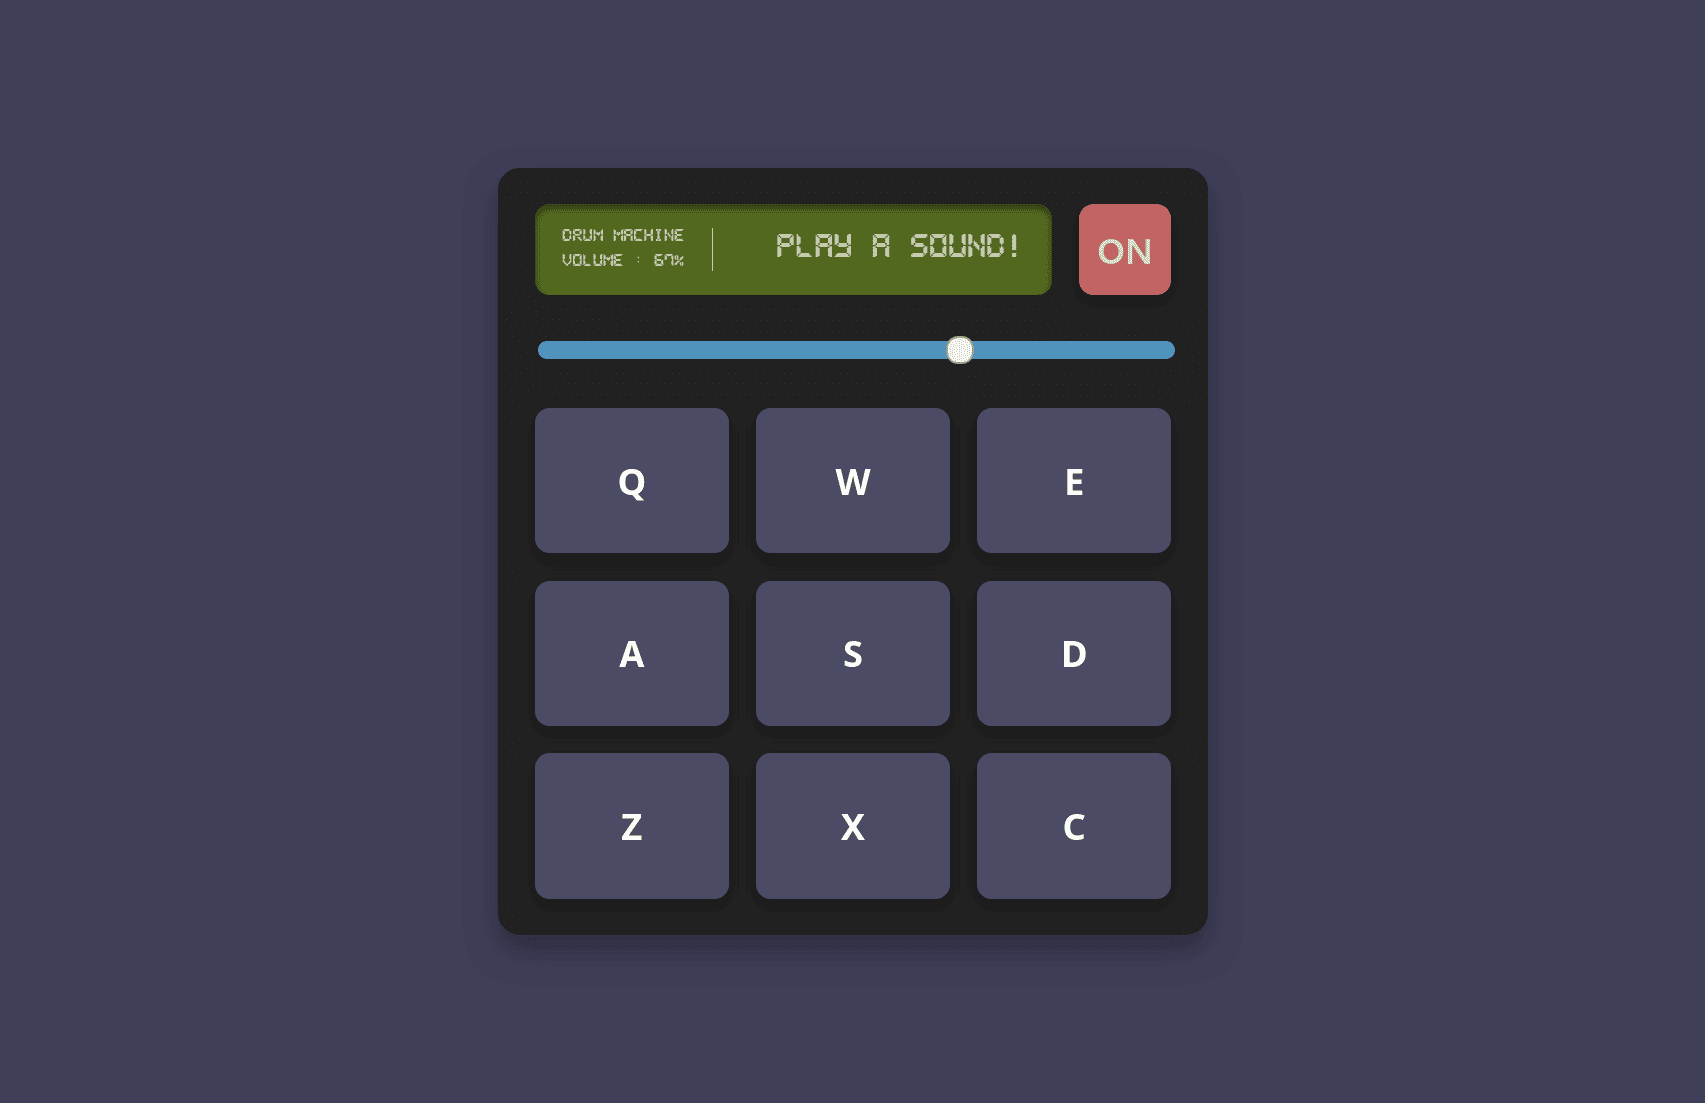 DRUM MACHINE
VOLUME : 67%
PLAY A SOUND!
ON
Q W E
A S D
Z X C